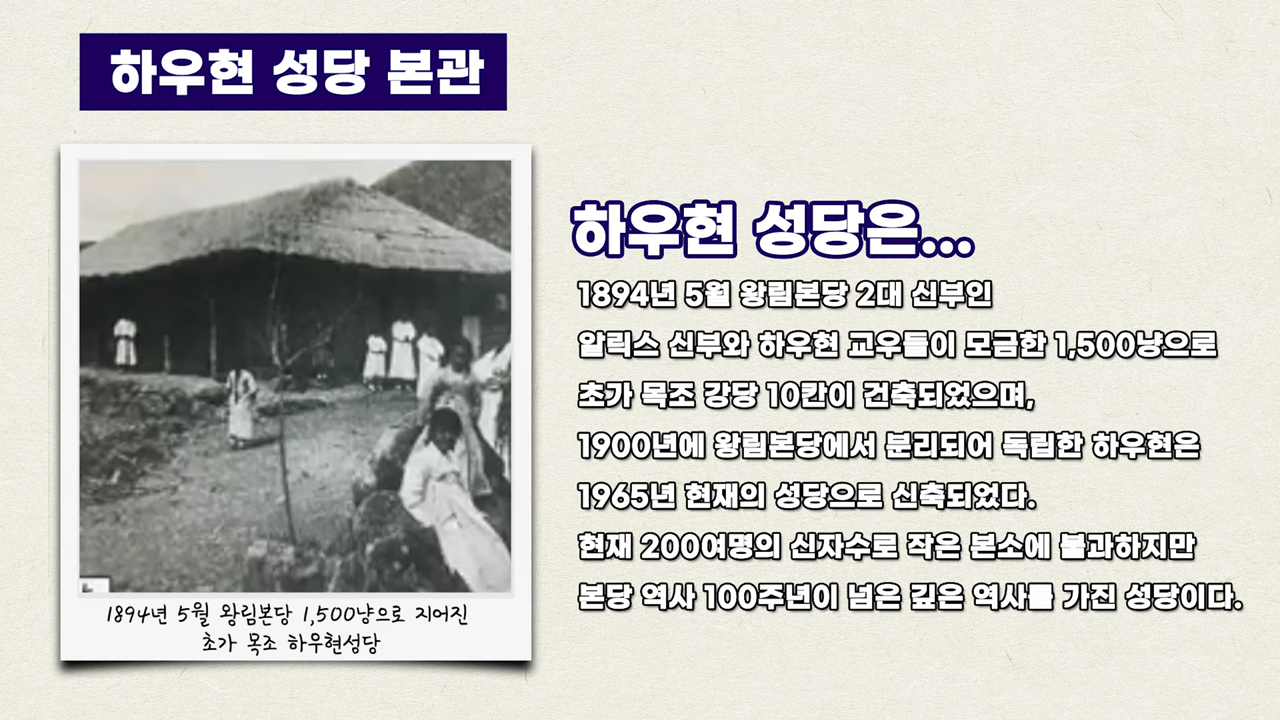 하우현 성당 본관
하우현 성당은...
1894년 5월 왕림본당 2대 신부인
알릭스 신부와 하우현 교우들이 모금한 1,500냥으로
초가 목조 강당 10칸이 건축되었으며,
1900년에 왕림본당에서 분리되어 독립한 하우현은
1965년 현재의 성당으로 신축되었다.
현재 200여명의 신자수로 작은 본소에 불과하지만
본당 역사 100주년이 넘은 깊은 역사를 가진 성당이다.
1894년 5월 왕림본당 1,500냥으로 지어진
초가 목조 하우현성당